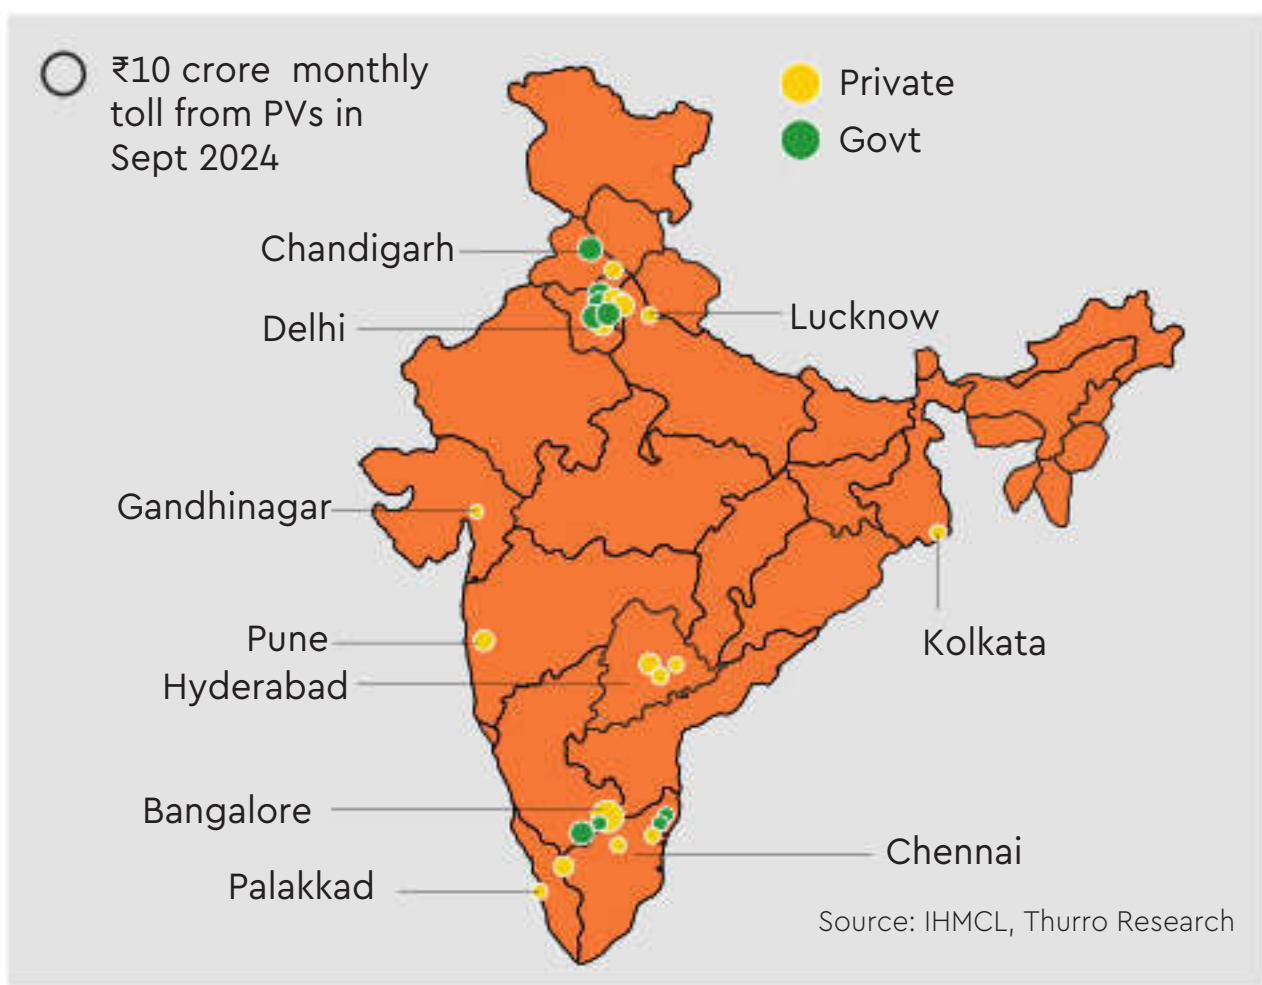 ₹10 crore monthly
toll from PVs in
Sept 2024
Private
Govt
Chandigarh
Delhi
Lucknow
Gandhinagar
Kolkata
Pune
Hyderabad
Bangalore
Chennai
Palakkad
Source: IHMCL, Thurro Research